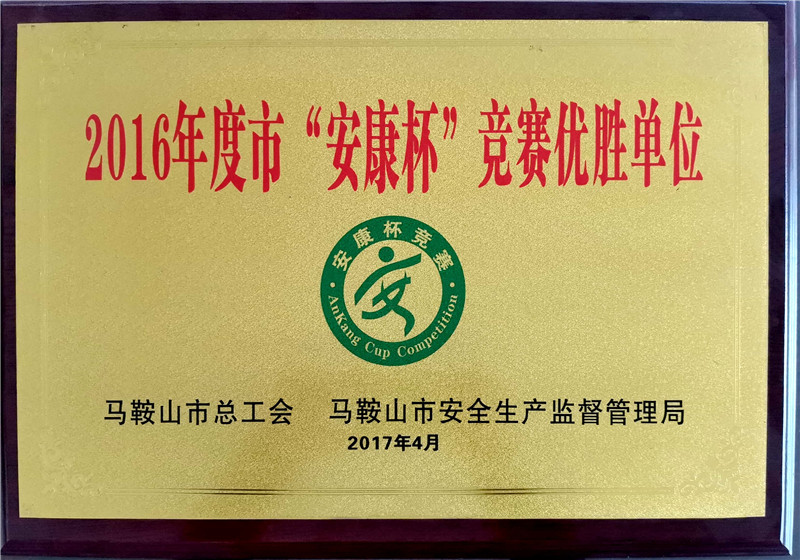 2016年度市“安康杯”竞赛优胜单位
安康杯竞赛
AnKang Cup Competition
马鞍山市总工会 马鞍山市安全生产监督管理局
2017年4月